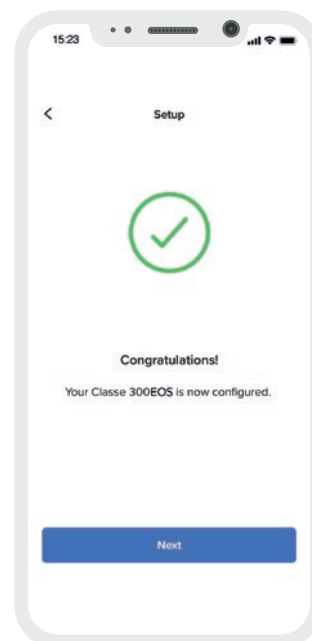 15:23
Setup
Congratulations!
Your Classe 300EOS is now configured.
Next